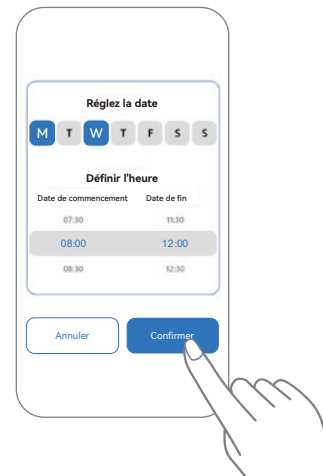 Réglez la date
M T W T F S S
Définir l'heure
Date de commencement Date de fin
07:30 11:30
08:00 12:00
08:30 12:30
Annuler Confirmer